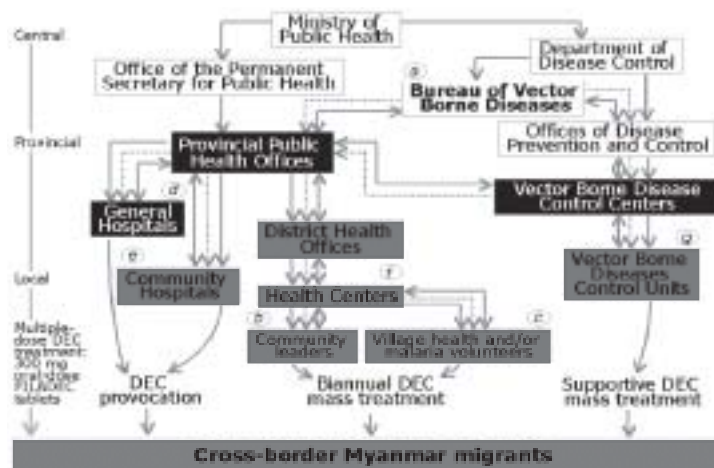 Central
Ministry of
Public Health
Department of
Disease Control
Office of the Permanent
Secretary for Public Health
Bureau of Vector
Borne Diseases
Provincial
Provincial Public
Health Offices
Offices of Disease
Prevention and Control
Vector Borne Disease
Control Centers
General
Hospitals
District Health
Offices
Vector Borne
Diseases
Control Units
Community
Hospitals
Local
Health Centers
Community
leaders
Village health and/or
malaria volunteers
Multiple-
dose DEC
treatment:
300 mg
tablets
DEC
provocation
Biannual DEC
mass treatment
Supportive DEC
mass treatment
Cross-border Myanmar migrants